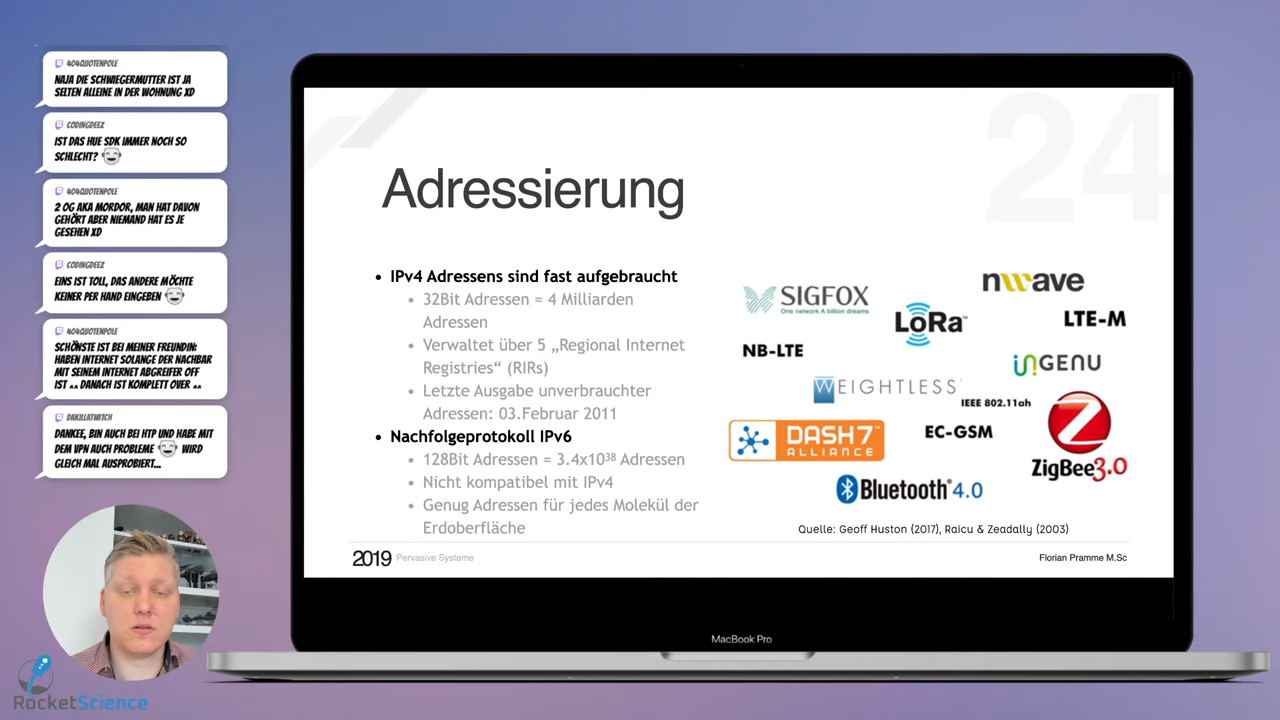 404QUOTENPOLE
NAJA DIE SCHWIEGERMUTTER IST JA
SELTEN ALLEINE IN DER WOHNUNG XD
CODINGDEEZ
IST DAS HUE SDK IMMER NOCH SO
SCHLECHT?
404QUOTENPOLE
2 OG AKA MORDOR, MAN HAT DAVON
GEHÖRT ABER NIEMAND HAT ES JE
GESEHEN XD
CODINGDEEZ
EINS IST TOLL, DAS ANDERE MÖCHTE
KEINER PER HAND EINGEBEN
404QUOTENPOLE
SCHÖNSTE IST BEI MEINER FREUNDIN:
HABEN INTERNET SOLANGE DER NACHBAR
MIT SEINEM INTERNET ABGREIFER OFF
IST ^^ DANACH IST KOMPLETT OVER ^^
DAKILLATWITCH
DANKEE, BIN AUCH BEI HTP UND HABE MIT
DEM VPN AUCH PROBLEME WIRD
GLEICH MAL AUSPROBIERT...
RocketScience
24
Adressierung
• IPv4 Adressens sind fast aufgebraucht
• 32Bit Adressen = 4 Milliarden
Adressen
• Verwaltet über 5 „Regional Internet
Registries“ (RIRs)
• Letzte Ausgabe unverbrauchter
Adressen: 03.Februar 2011
• Nachfolgeprotokoll IPv6
• 128Bit Adressen = 3.4x10³⁸ Adressen
• Nicht kompatibel mit IPv4
• Genug Adressen für jedes Molekül der
Erdoberfläche
SIGFOX
One network A billion dreams
nwave
LoRa™
LTE-M
NB-LTE
inGENU
WEIGHTLESS
IEEE 802.11ah
DASH7
ALLIANCE
EC-GSM
Z
ZigBee3.0
Bluetooth® 4.0
Quelle: Geoff Huston (2017), Raicu & Zeadally (2003)
2019 Pervasive Systeme
Florian Pramme M.Sc
MacBook Pro